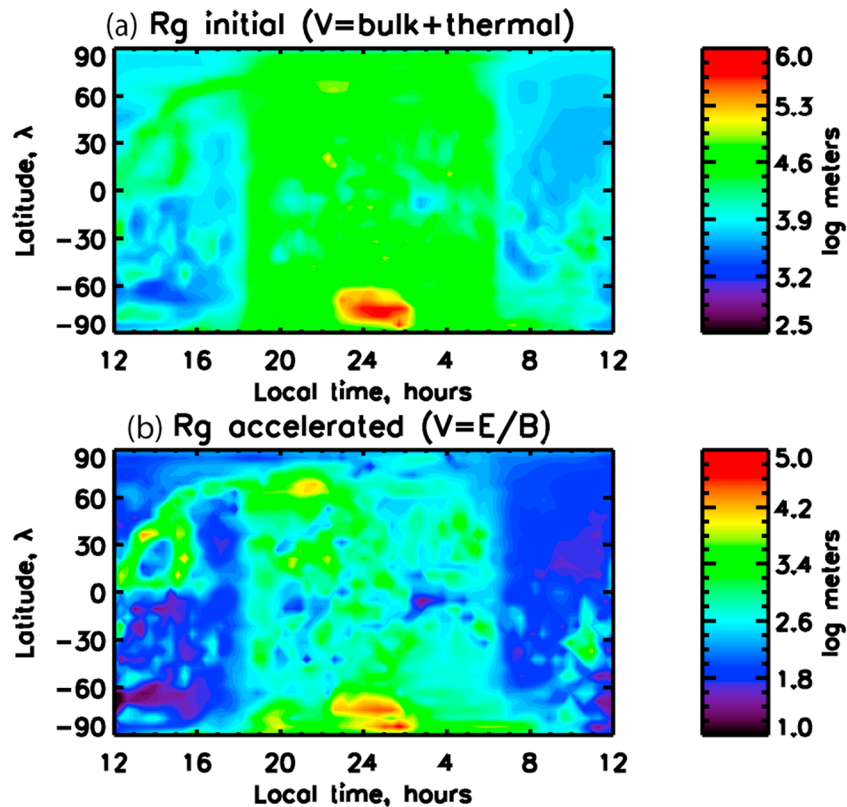 (a) Rg initial (V=bulk+thermal)
90
60
30
0
−30
−60
−90
Latitude, λ
12 16 20 24 4 8 12
Local time, hours
6.0
5.3
4.6
3.9
3.2
2.5
log meters
(b) Rg accelerated (V=E/B)
90
60
30
0
−30
−60
−90
Latitude, λ
12 16 20 24 4 8 12
Local time, hours
5.0
4.2
3.4
2.6
1.8
1.0
log meters